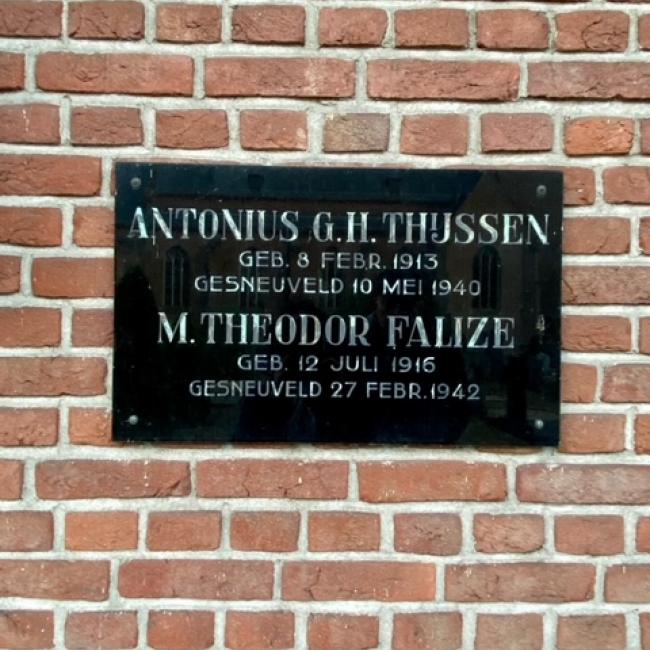 ANTONIUS G.H. THIJSSEN
GEB. 8 FEBR. 1913
GESNEUVELD 10 MEI 1940
M. THEODOR FALIZE
GEB. 12 JULI 1916
GESNEUVELD 27 FEBR. 1942